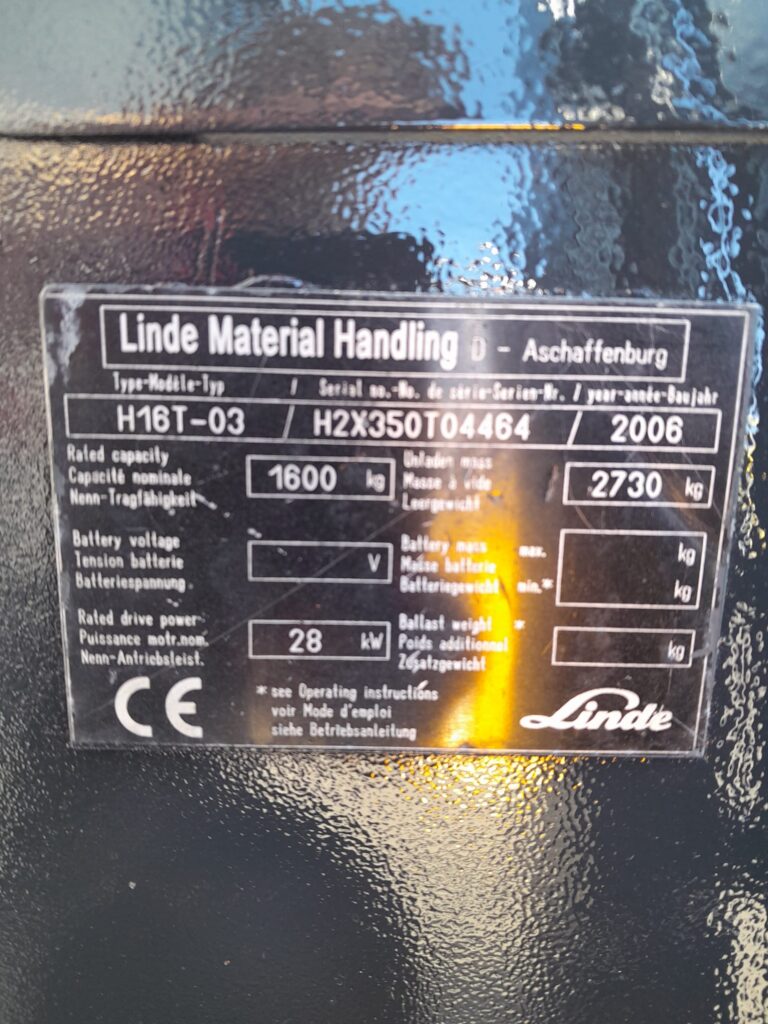 Linde Material Handling D - Aschaffenburg
Type-Modèle-Typ / Serial no.-No. de série-Serien-Nr. / year-année-Baujahr
H16T-03 / H2X350T04464 / 2006
Rated capacity
Capacité nominale
Nenn-Tragfähigkeit
1600 kg
Unladen mass
Masse à vide
Leergewicht
2730 kg
Battery voltage
Tension batterie
Batteriespannung
V
Battery mass max.
Masse batterie
Batteriegewicht min.*
kg
kg
Rated drive power
Puissance motr.nom.
Nenn-Antriebsleist.
28 kW
Ballast weight *
Poids additionnel
Zusatzgewicht
kg
CE
* see Operating instructions
voir Mode d'emploi
siehe Betriebsanleitung
Linde